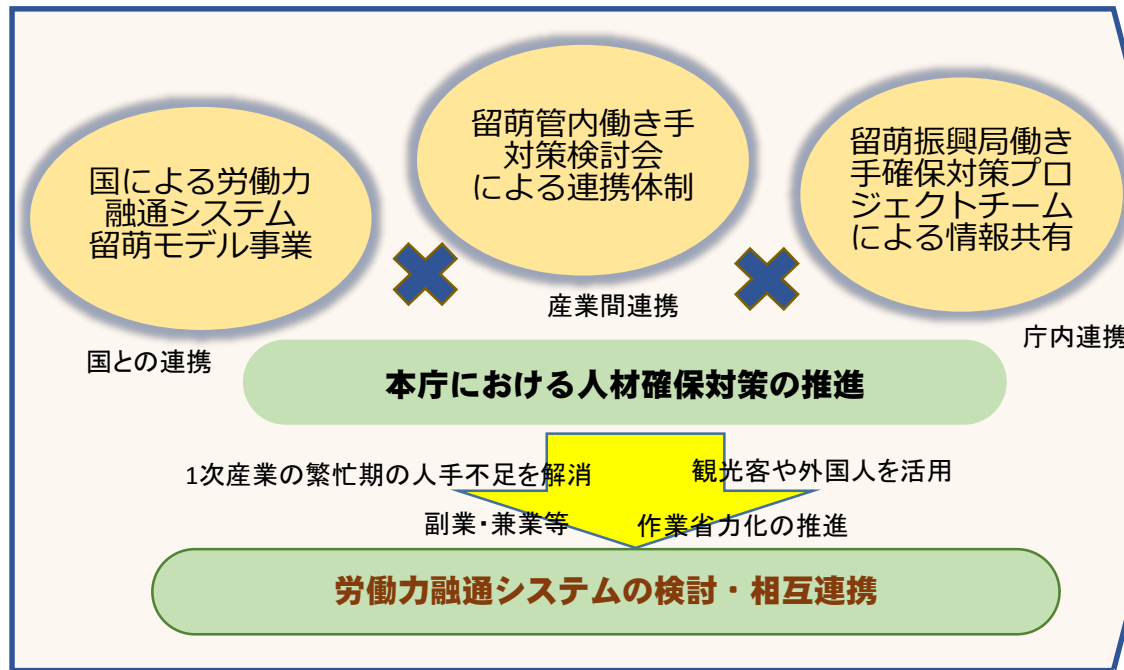 国による労働力
融通システム
留萌モデル事業
留萌管内働き手
対策検討会
による連携体制
留萌振興局働き
手確保対策プロ
ジェクトチーム
による情報共有
国との連携
産業間連携
庁内連携
本庁における人材確保対策の推進
1次産業の繁忙期の人手不足を解消
観光客や外国人を活用
副業・兼業等
作業省力化の推進
労働力融通システムの検討・相互連携